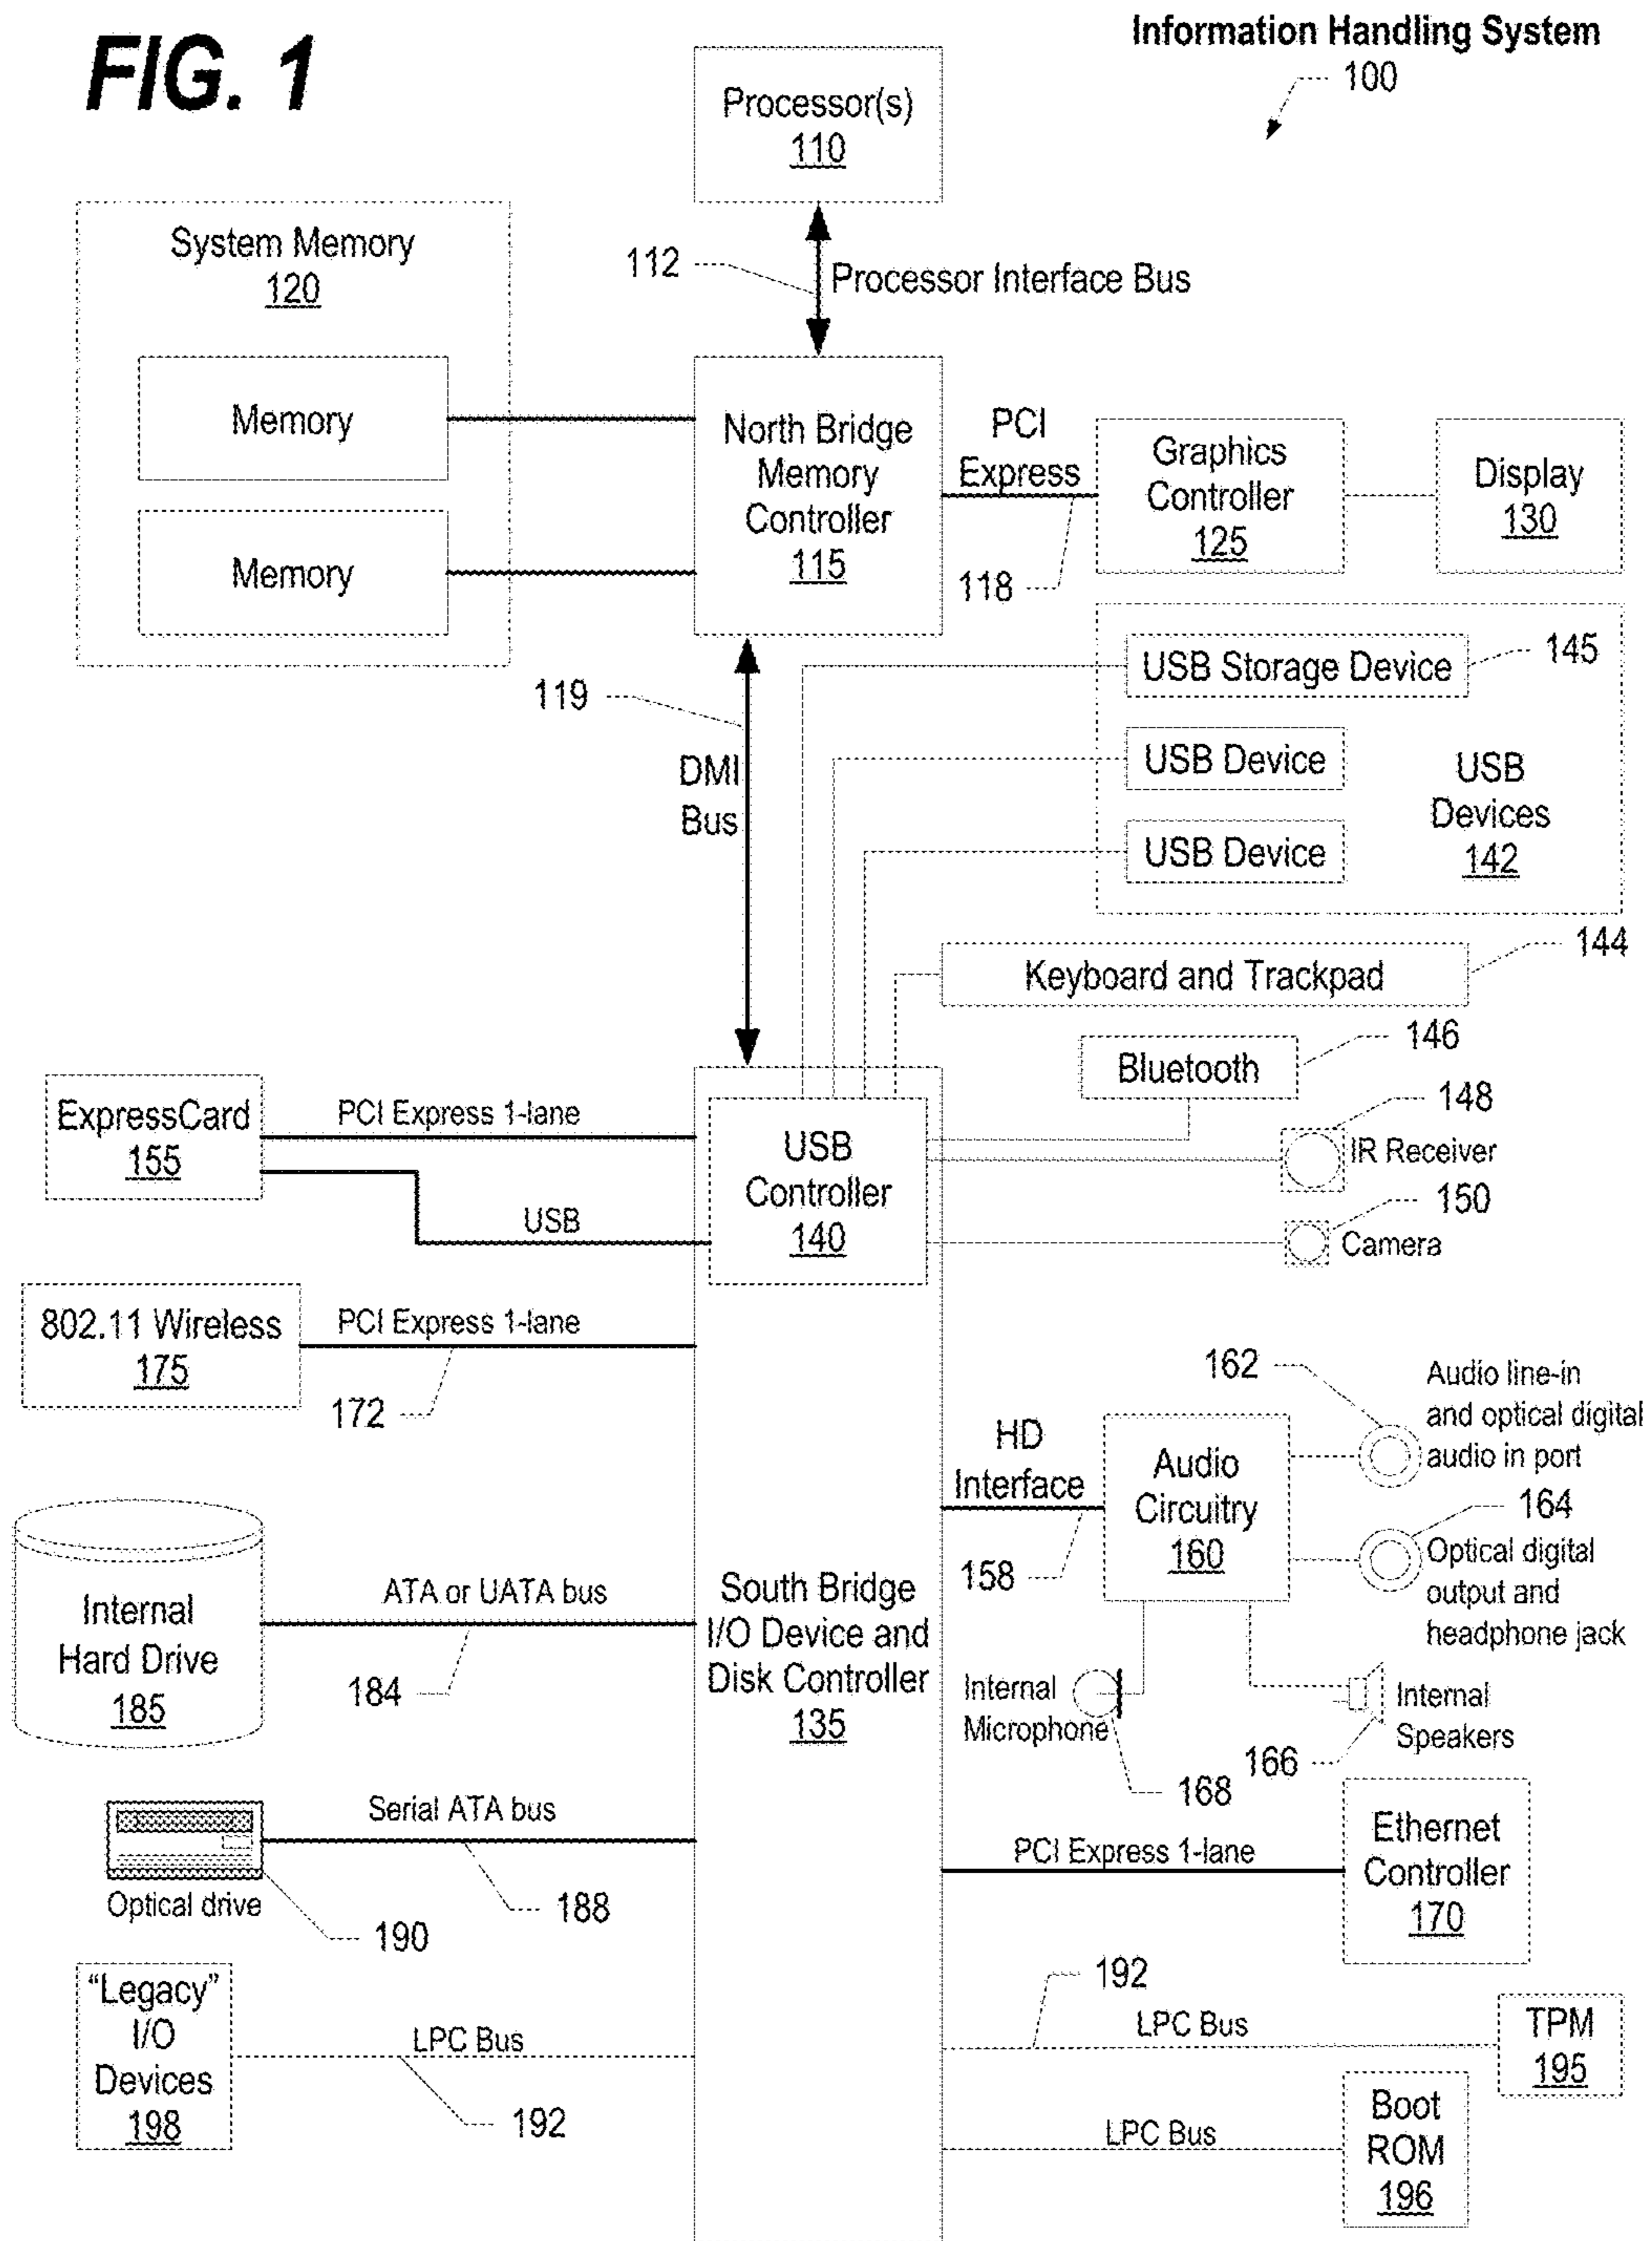 FIG. 1
Information Handling System
100
Processor(s)
110
System Memory
120
112
Processor Interface Bus
Memory
Memory
North Bridge
Memory
Controller
115
PCI
Express
118
Graphics
Controller
125
Display
130
119
DMI
Bus
USB Storage Device
145
USB Device
USB Device
USB
Devices
142
144
Keyboard and Trackpad
146
Bluetooth
148
IR Receiver
150
Camera
ExpressCard
155
PCI Express 1-lane
USB
USB
Controller
140
802.11 Wireless
175
PCI Express 1-lane
172
162
Audio line-in
and optical digital
audio in port
HD
Interface
158
Audio
Circuitry
160
164
Optical digital
output and
headphone jack
Internal
Hard Drive
185
ATA or UATA bus
184
South Bridge
I/O Device and
Disk Controller
135
Internal
Microphone
168
166
Internal
Speakers
Serial ATA bus
188
Optical drive
190
PCI Express 1-lane
Ethernet
Controller
170
“Legacy”
I/O
Devices
198
LPC Bus
192
192
LPC Bus
TPM
195
LPC Bus
Boot
ROM
196